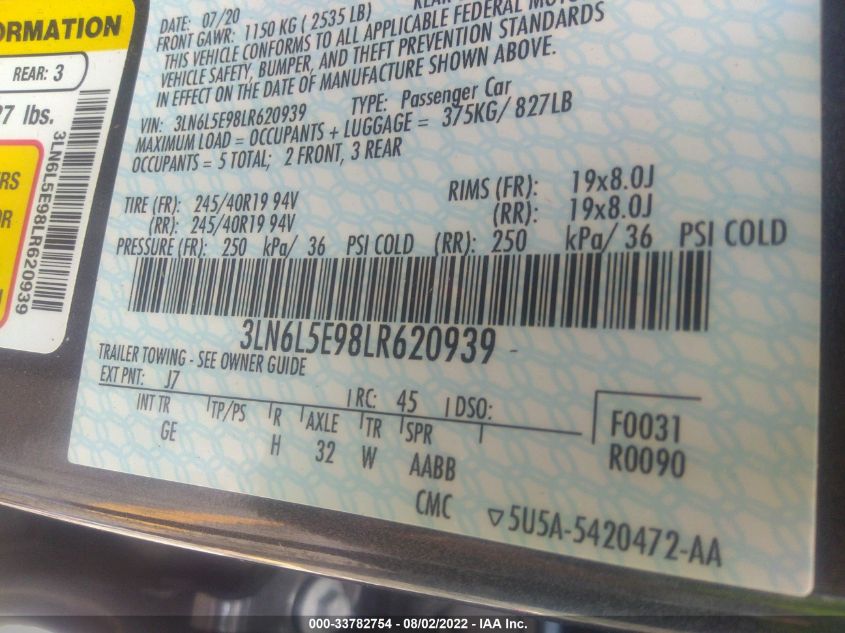 ORMATION
REAR: 3
27 lbs.
RS
OR
3LN6L5E98LR620939
DATE: 07/20
FRONT GAWR: 1150 KG ( 2535 LB)
THIS VEHICLE CONFORMS TO ALL APPLICABLE FEDERAL MOTO
VEHICLE SAFETY, BUMPER, AND THEFT PREVENTION STANDARDS
IN EFFECT ON THE DATE OF MANUFACTURE SHOWN ABOVE.
VIN: 3LN6L5E98LR620939 TYPE: Passenger Car
MAXIMUM LOAD = OCCUPANTS + LUGGAGE = 375KG/ 827LB
OCCUPANTS = 5 TOTAL; 2 FRONT, 3 REAR
TIRE (FR): 245/40R19 94V RIMS (FR): 19x8.0J
(RR): 245/40R19 94V (RR): 19x8.0J
PRESSURE (FR): 250 kPa/ 36 PSI COLD (RR): 250 kPa/ 36 PSI COLD
3LN6L5E98LR620939
TRAILER TOWING - SEE OWNER GUIDE
EXT PNT: J7 RC: 45 DSO:
INT TR TP/PS R AXLE TR SPR
GE H 32 W AABB
F0031
R0090
CMC 5U5A-5420472-AA
000-33782754 - 08/02/2022 - IAA Inc.